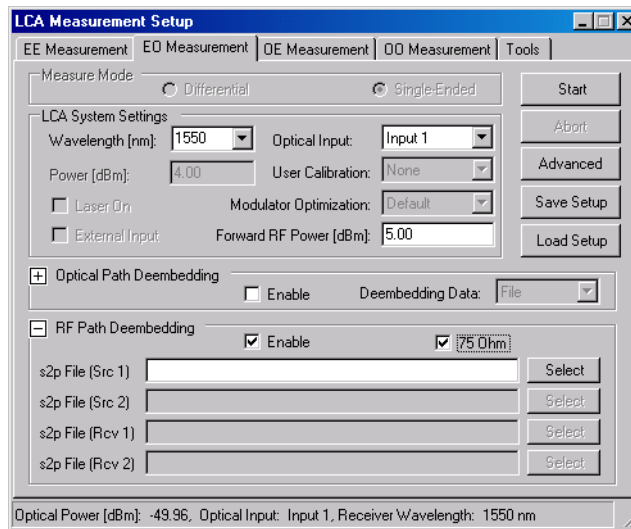 LCA Measurement Setup
EE Measurement EO Measurement OE Measurement OO Measurement Tools
Measure Mode
Differential Single-Ended Start
LCA System Settings
Abort
Wavelength [nm]: 1550 Optical Input: Input 1
Power [dBm]: 4.00 User Calibration: None Advanced
Laser On Modulator Optimization: Default Save Setup
External Input Forward RF Power [dBm]: 5.00 Load Setup
Optical Path Deembedding
Enable Deembedding Data: File
RF Path Deembedding
Enable 75 Ohm
s2p File (Src 1) Select
s2p File (Src 2) Select
s2p File (Rcv 1) Select
s2p File (Rcv 2) Select
Optical Power [dBm]: -49.96, Optical Input: Input 1, Receiver Wavelength: 1550 nm